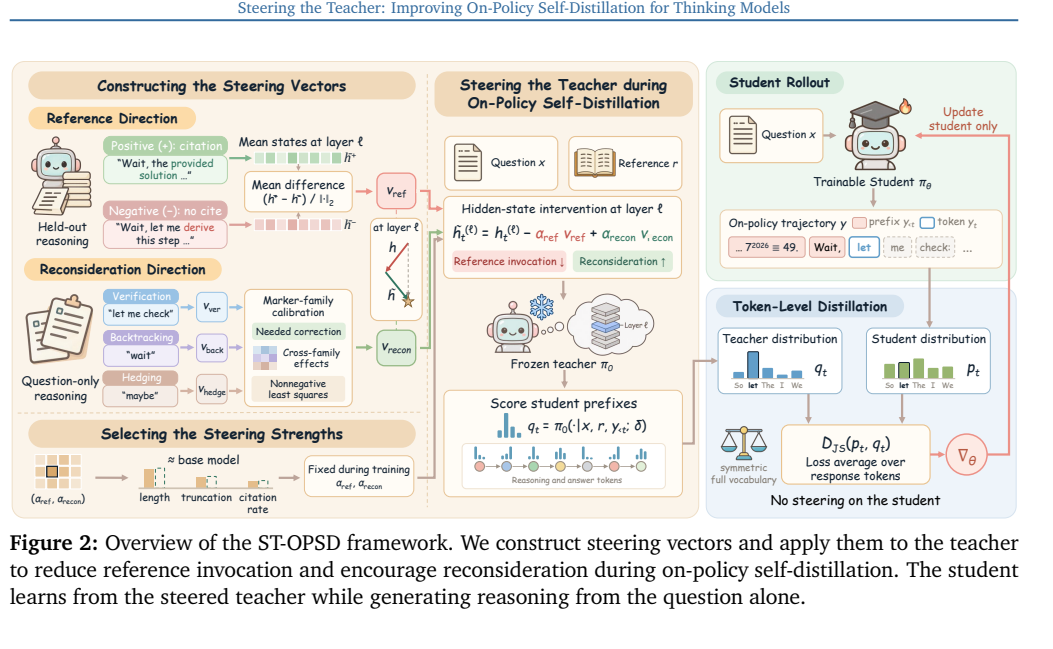 Steering the Teacher: Improving On-Policy Self-Distillation for Thinking Models
Constructing the Steering Vectors
Reference Direction
Held-out
reasoning
Positive (+): citation
"Wait, the provided
solution ..."
Negative (–): no cite
"Wait, let me derive
this step ..."
Mean states at layer ℓ
h̄⁺
Mean difference
(h̄⁺ – h̄⁻) / |·|₂
h̄⁻
v_ref
at layer ℓ
h
h̃
Reconsideration Direction
Question-only
reasoning
Verification
"let me check"
v_ver
Backtracking
"wait"
v_back
Hedging
"maybe"
v_hedge
Marker-family
calibration
Needed correction
Cross-family
effects
Nonnegative
least squares
v_recon
Selecting the Steering Strengths
(α_ref, α_recon)
≈ base model
length
truncation
citation
rate
Fixed during training
α_ref, α_recon
Steering the Teacher during
On-Policy Self-Distillation
Question x
Reference r
Hidden-state intervention at layer ℓ
h̃_t^(ℓ) = h_t^(ℓ) – α_ref v_ref + α_recon v_recon
Reference invocation ↓
Reconsideration ↑
Layer ℓ
Frozen teacher π₀
Score student prefixes
q_t = π₀(·|x, r, y_<t; δ)
Reasoning and answer tokens
Student Rollout
Question x
Update
student only
Trainable Student π_θ
On-policy trajectory y
prefix y_<t
token y_t
... 7²⁰²⁶ ≡ 49.
Wait,
let
me
check:
...
Token-Level Distillation
Teacher distribution
q_t
So let The I We
Student distribution
p_t
So let The I We
symmetric
full vocabulary
D_JS(p_t, q_t)
Loss average over
response tokens
∇_θ
No steering on the student
Figure 2: Overview of the ST-OPSD framework. We construct steering vectors and apply them to the teacher
to reduce reference invocation and encourage reconsideration during on-policy self-distillation. The student
learns from the steered teacher while generating reasoning from the question alone.